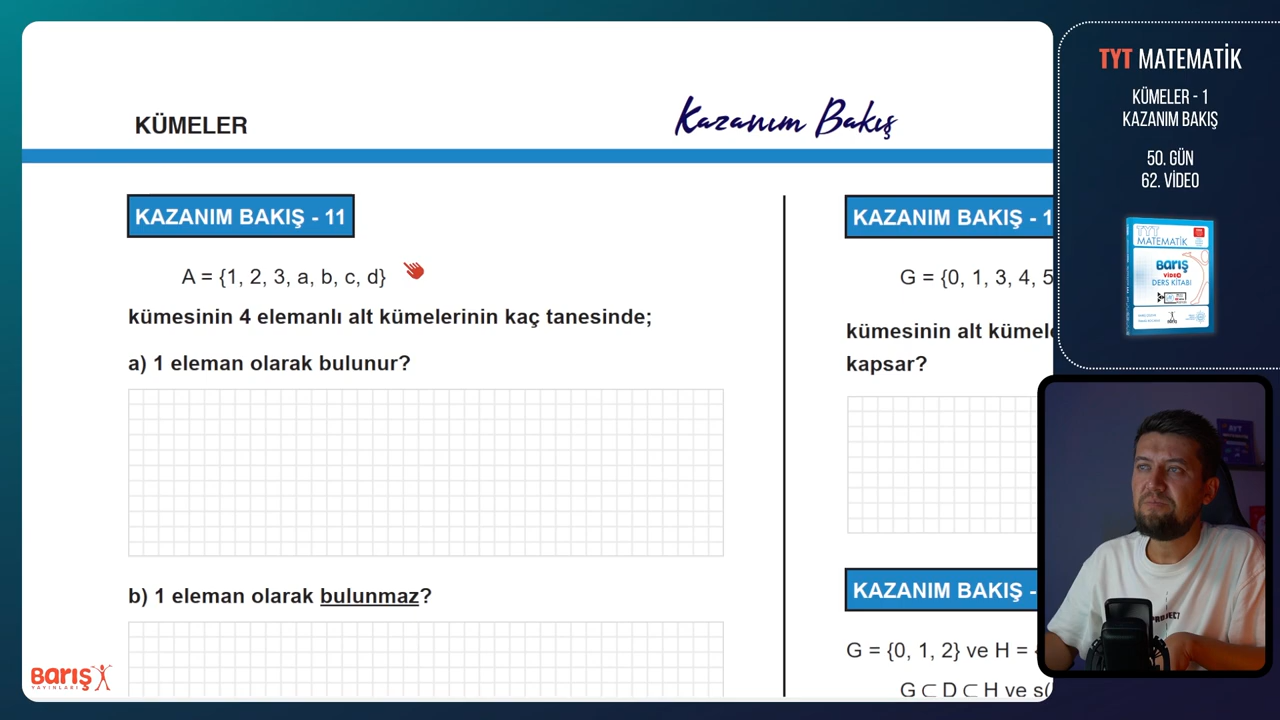 KÜMELER
Kazanım Bakış
KAZANIM BAKIŞ - 11
A = {1, 2, 3, a, b, c, d}
kümesinin 4 elemanlı alt kümelerinin kaç tanesinde;
a) 1 eleman olarak bulunur?
b) 1 eleman olarak bulunmaz?
KAZANIM BAKIŞ - 1
G = {0, 1, 3, 4, 5
kümesinin alt kümele
kapsar?
KAZANIM BAKIŞ -
G = {0, 1, 2} ve H =
G ⊂ D ⊂ H ve s(
BARIŞ
YAYINLARI
TYT MATEMATİK
KÜMELER - 1
KAZANIM BAKIŞ
50. GÜN
62. VİDEO
TYT
MATEMATİK
BARIŞ
VİDEO
DERS KİTABI